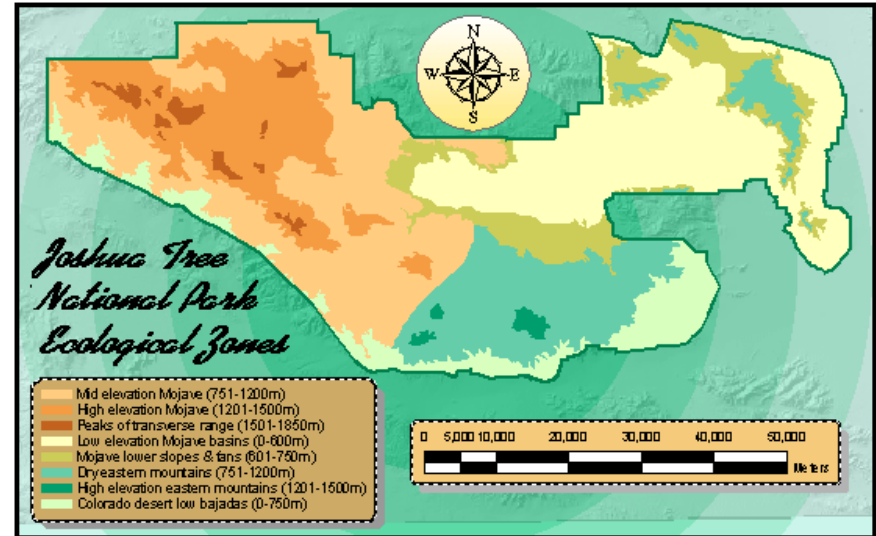 N
W E
S
Joshua Tree
National Park
Ecological Zones
Mid elevation Mojave (751-1200m)
High elevation Mojave (1201-1500m)
Peaks of transverse range (1501-1850m)
Low elevation Mojave basins (0-600m)
Mojave lower slopes & fans (601-750m)
Dry eastern mountains (751-1200m)
High elevation eastern mountains (1201-1500m)
Colorado desert low bajadas (0-750m)
0 5,000 10,000 20,000 30,000 40,000 50,000
Meters